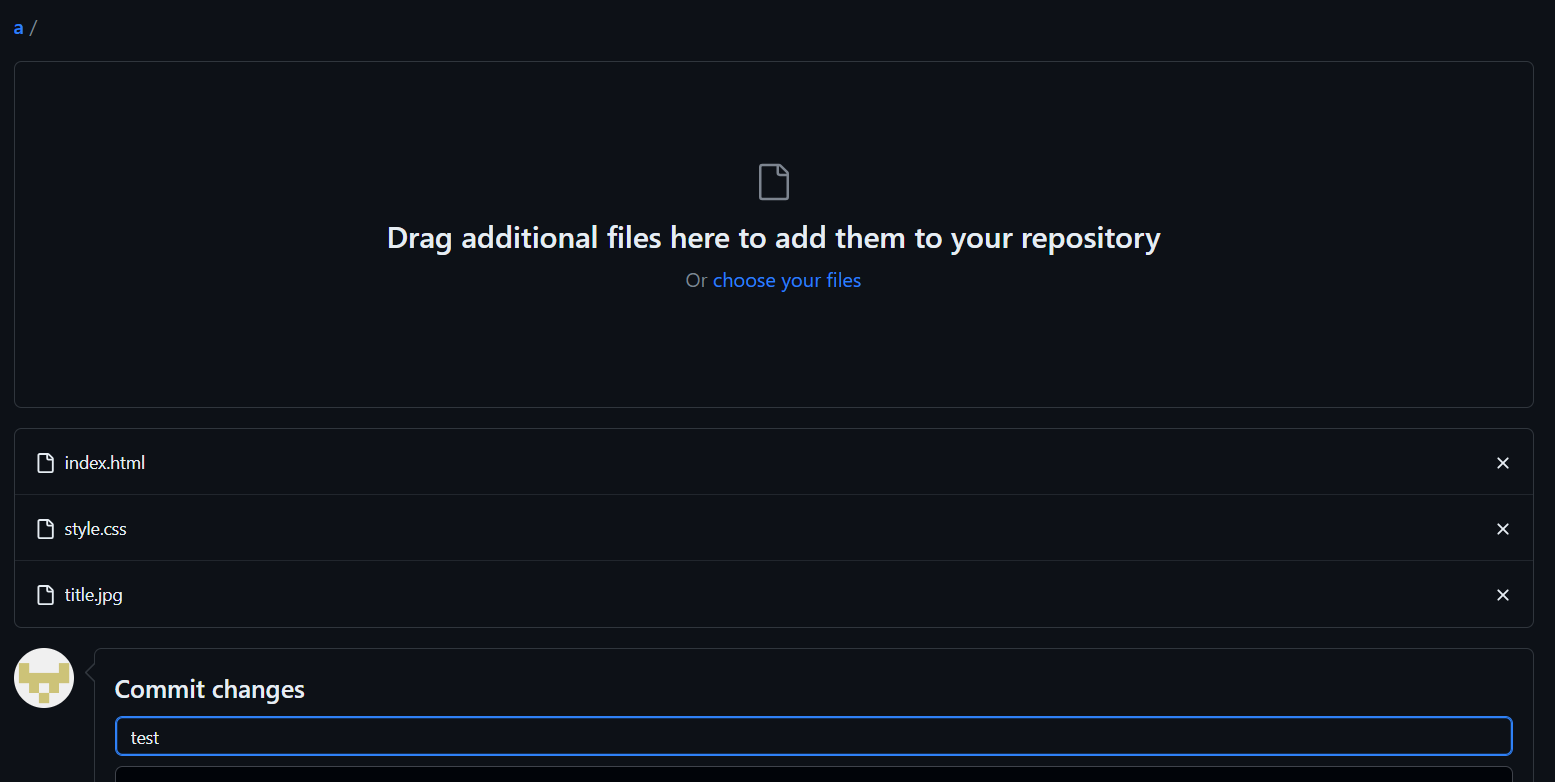 a /
Drag additional files here to add them to your repository
Or choose your files
index.html
style.css
title.jpg
Commit changes
test